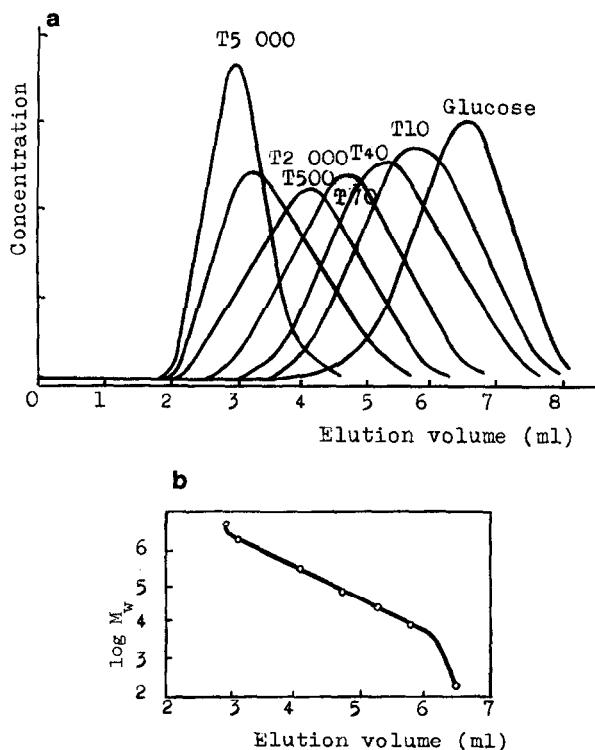 a
T5 000
Glucose
T10
T2 000 T40
T500 T70
Concentration
0 1 2 3 4 5 6 7 8
Elution volume (ml)
b
6
5
4
3
2
log Mw
2 3 4 5 6 7
Elution volume (ml)